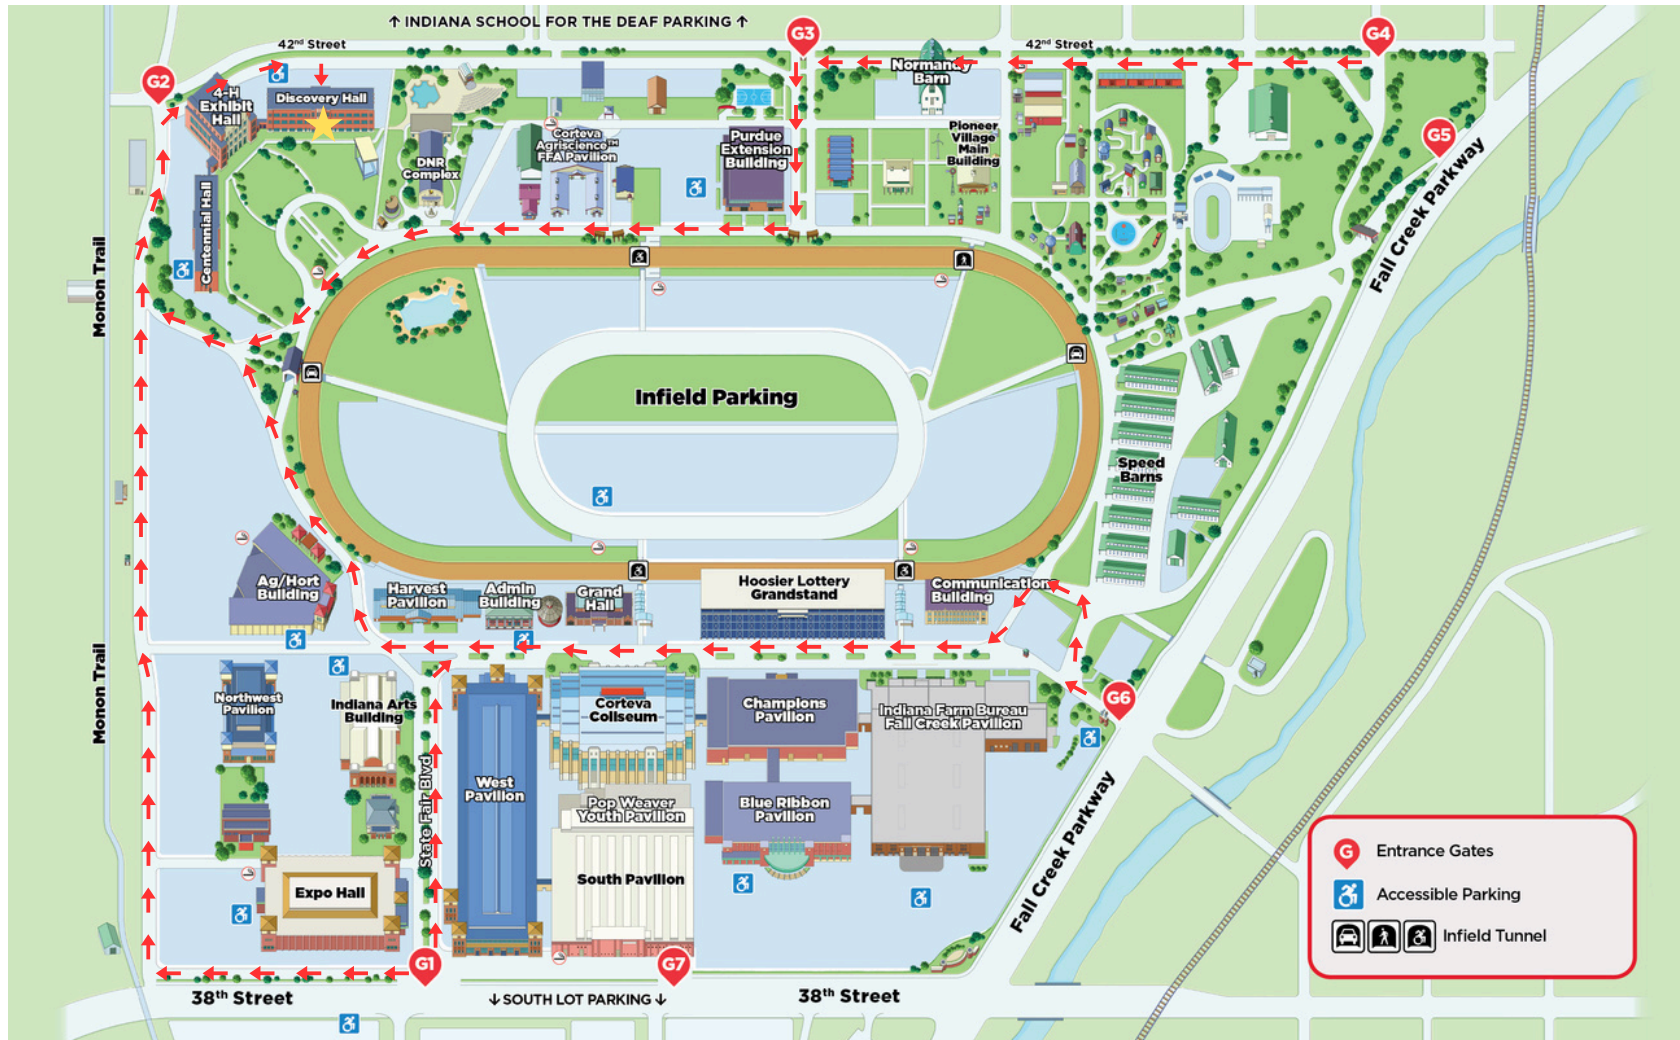 ↑ INDIANA SCHOOL FOR THE DEAF PARKING ↑
42nd Street
42nd Street
G3
G4
G2
G5
4-H
Exhibit
Hall
Discovery Hall
Normandy
Barn
DNR
Complex
Corteva
Agriscience™
FFA Pavilion
Purdue
Extension
Building
Pioneer
Village
Main
Building
Centennial Hall
Monon Trail
Fall Creek Parkway
Infield Parking
Speed
Barns
Ag/Hort
Building
Harvest
Pavilion
Admin
Building
Grand
Hall
Hoosier Lottery
Grandstand
Communications
Building
Monon Trail
Northwest
Pavilion
Indiana Arts
Building
State Fair Blvd
West
Pavilion
Corteva
Coliseum
Champions
Pavilion
Indiana Farm Bureau
Fall Creek Pavilion
G6
Pop Weaver
Youth Pavilion
Blue Ribbon
Pavilion
Expo Hall
South Pavilion
Fall Creek Parkway
G1
G7
38th Street
↓ SOUTH LOT PARKING ↓
38th Street
G
Entrance Gates
Accessible Parking
Infield Tunnel